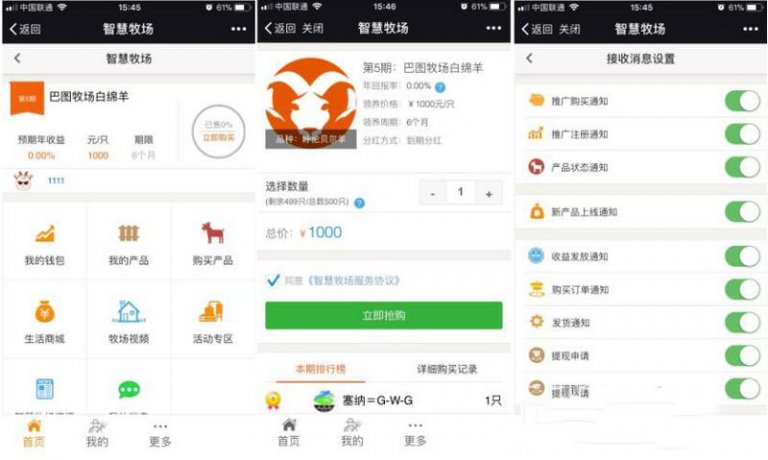 中国联通 15:45 61%
返回 智慧牧场
智慧牧场
第5期
巴图牧场白绵羊
预期年收益 元/只 期限
0.00% 1000 6个月
已售0%
立即购买
1111
我的钱包 我的产品 购买产品
生活商城 牧场视频 活动专区
首页 我的 更多
中国联通 15:46 61%
返回 关闭 智慧牧场
第5期：巴图牧场白绵羊
年回报率：0.00% ?
领养价格：￥1000元/只
领养周期：6个月
分红方式：到期分红
品种：呼伦贝尔羊
选择数量
(剩余499只/总数500只) ?
- 1 +
总价：￥1000
同意《智慧牧场服务协议》
立即抢购
本期排行榜 详细购买记录
塞纳=G-W-G 1只
首页 我的 更多
中国联通 15:45 61%
返回 关闭 智慧牧场
接收消息设置
推广购买通知
推广注册通知
产品状态通知
新产品上线通知
收益发放通知
购买订单通知
发货通知
提现申请
提现申请